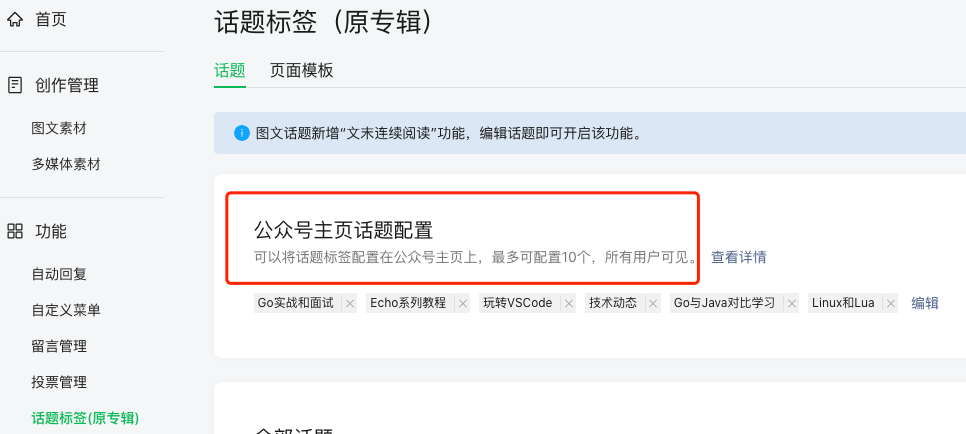 首页
创作管理
图文素材
多媒体素材
功能
自动回复
自定义菜单
留言管理
投票管理
话题标签(原专辑)
话题标签（原专辑）
话题 页面模板
图文话题新增“文末连续阅读”功能，编辑话题即可开启该功能。
公众号主页话题配置
可以将话题标签配置在公众号主页上，最多可配置10个，所有用户可见。 查看详情
Go实战和面试 Echo系列教程 玩转VSCode 技术动态 Go与Java对比学习 Linux和Lua 编辑
全部话题